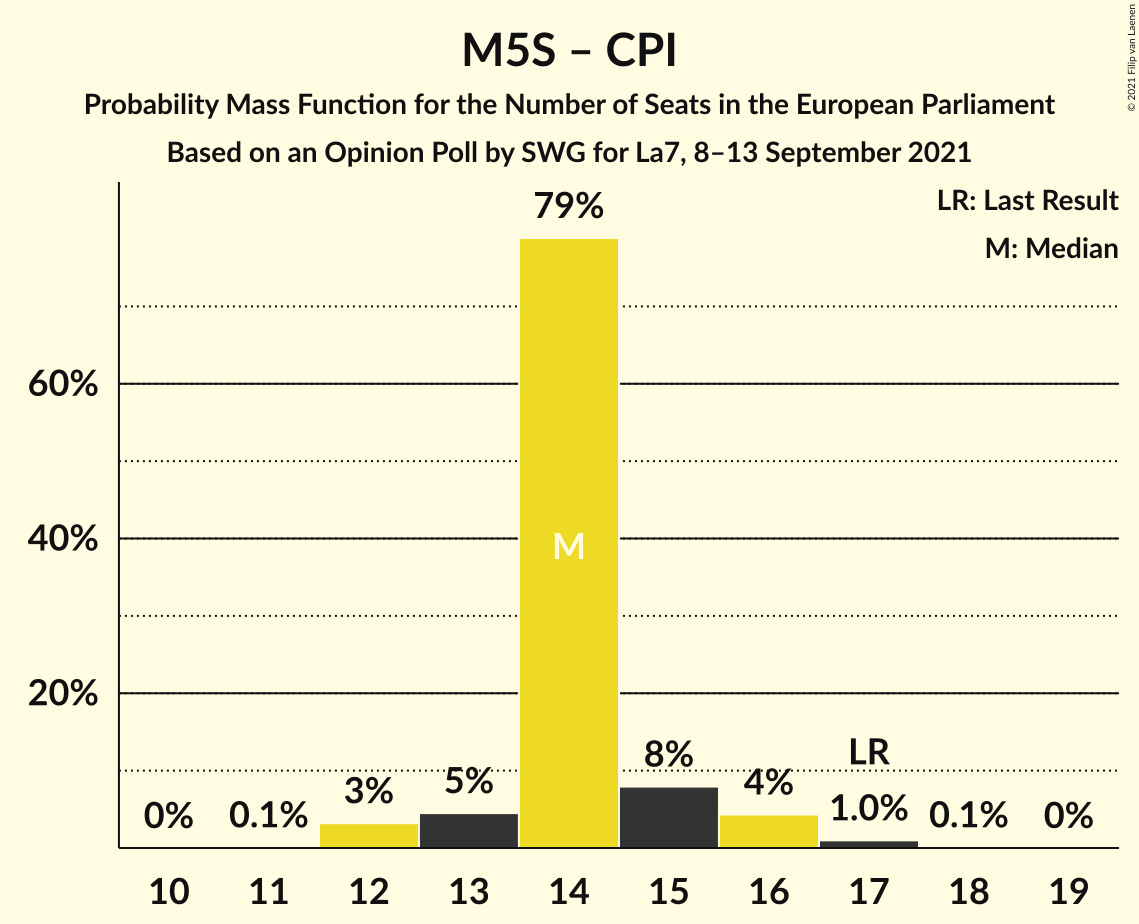 M5S – CPI
Probability Mass Function for the Number of Seats in the European Parliament
Based on an Opinion Poll by SWG for La7, 8–13 September 2021
© 2021 Filip van Laenen
LR: Last Result
M: Median
60%
40%
20%
0%
0.1%
3%
5%
79%
M
8%
4%
LR
1.0%
0.1%
0%
10 11 12 13 14 15 16 17 18 19